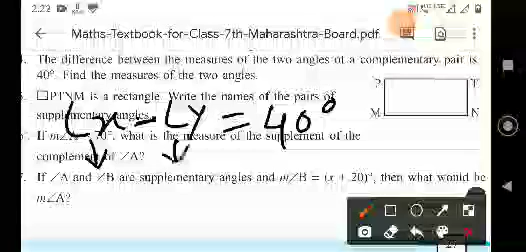 2:22
Maths-Textbook-for-Class-7th-Maharashtra-Board.pdf
The difference between the measures of the two angles of a complementary pair is
40°. Find the measures of the two angles.
□PTNM is a rectangle. Write the names of the pairs of
supplementary angles.
P T
M N
∠x - ∠y = 40°
If m∠A = 70°, what is the measure of the supplement of the
complement of ∠A?
If ∠A and ∠B are supplementary angles and m∠B = (x + 20)°, then what would be
m∠A?
27